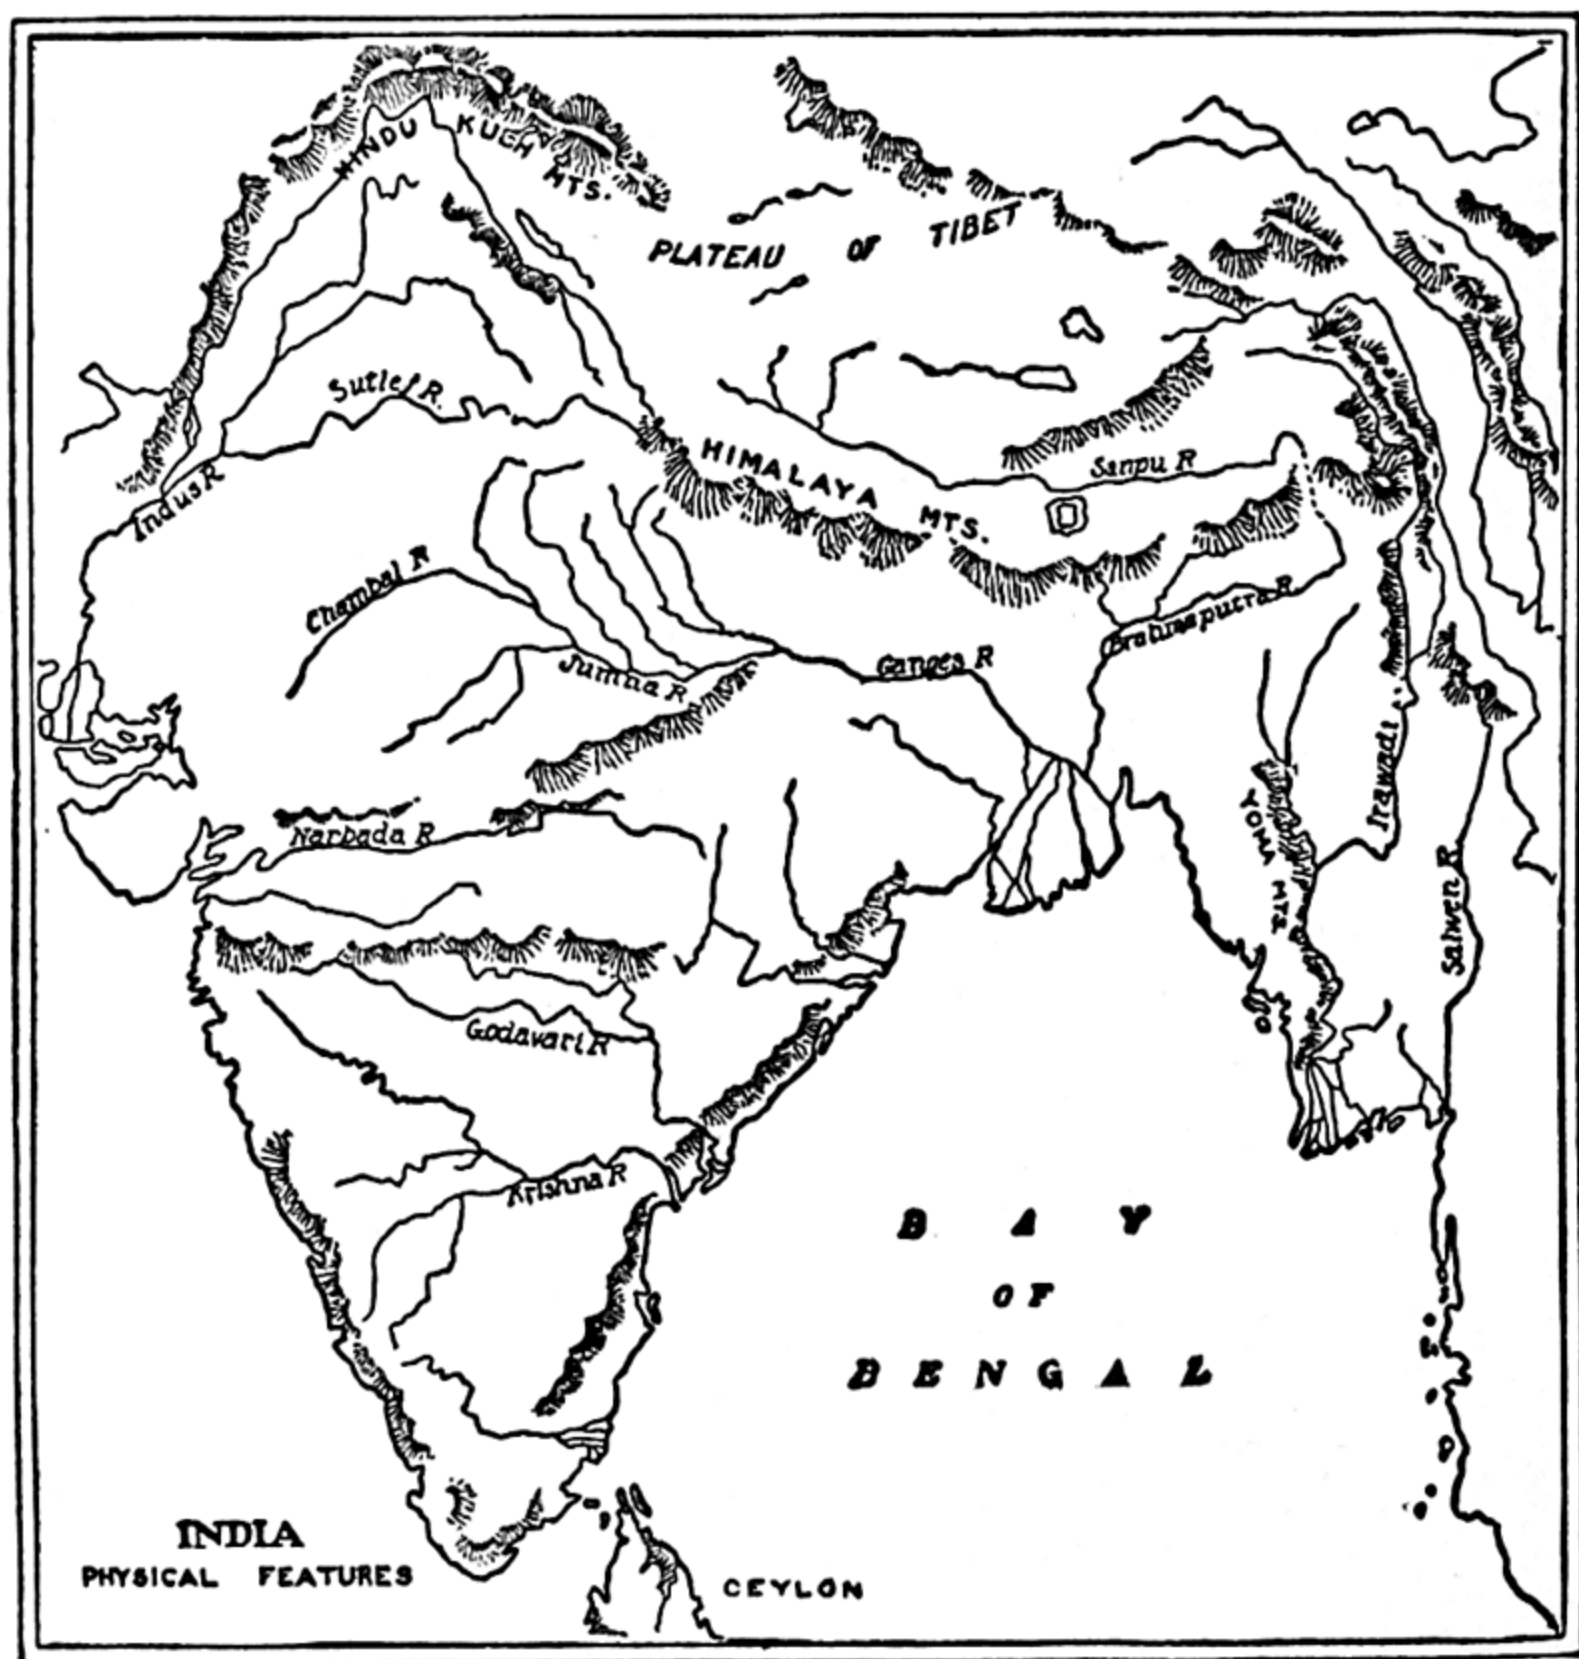 HINDU KUCH MTS.
PLATEAU OF TIBET
Sutlej R.
HIMALAYA MTS.
Sanpu R
Indus R
Chambal R
Brahmaputra R.
Ganges R
Jumna R
Irawadi
YOMA MTS.
Narbada R
Salwen R.
Godavari R
Krishna R
BAY
OF
BENGAL
INDIA
PHYSICAL FEATURES
CEYLON